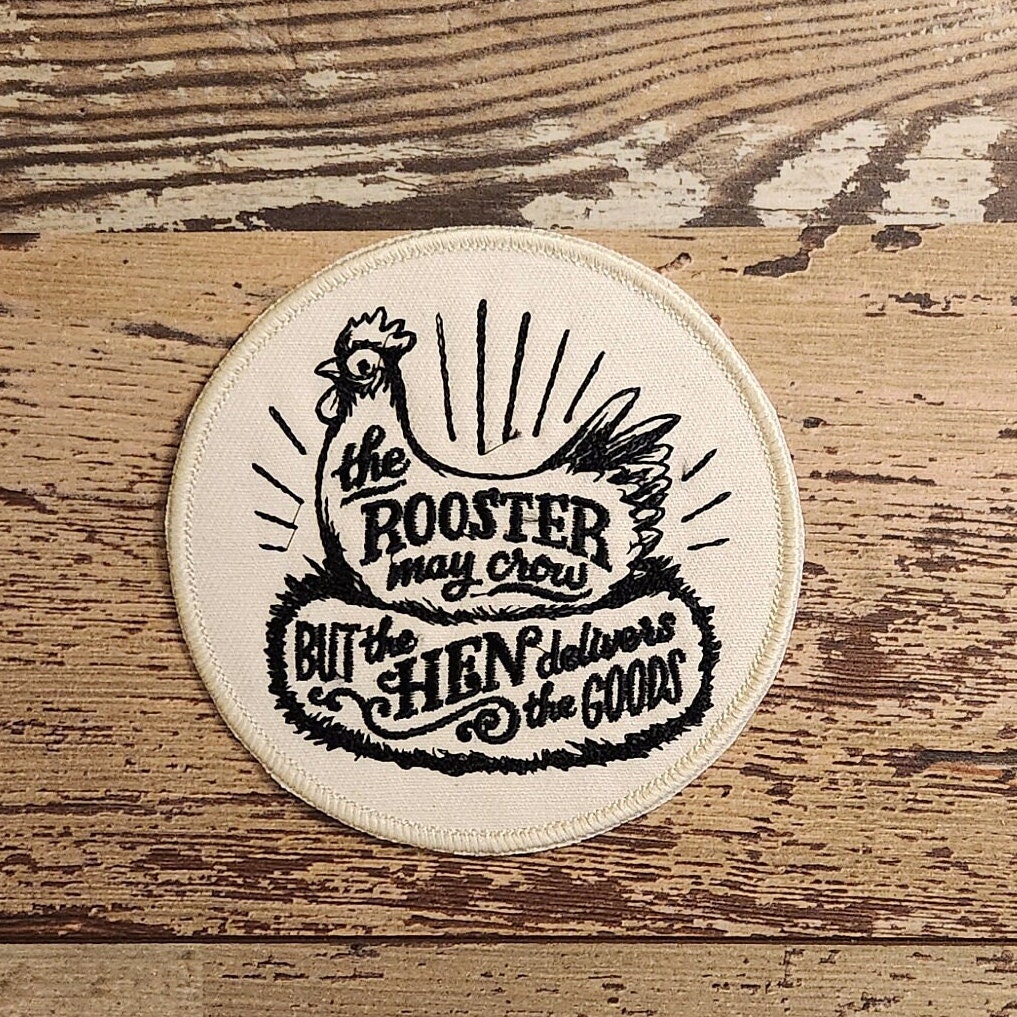 the
ROOSTER
may crow
BUT the HEN delivers
the GOODS